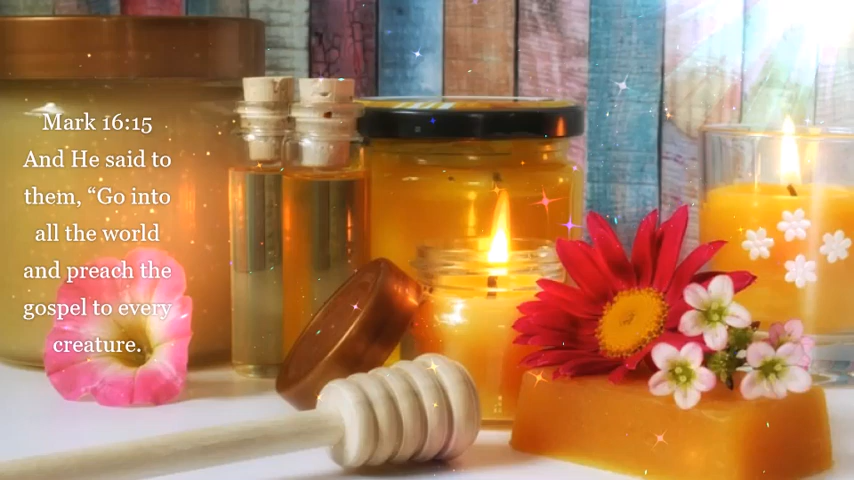 Mark 16:15
And He said to
them, “Go into
all the world
and preach the
gospel to every
creature.